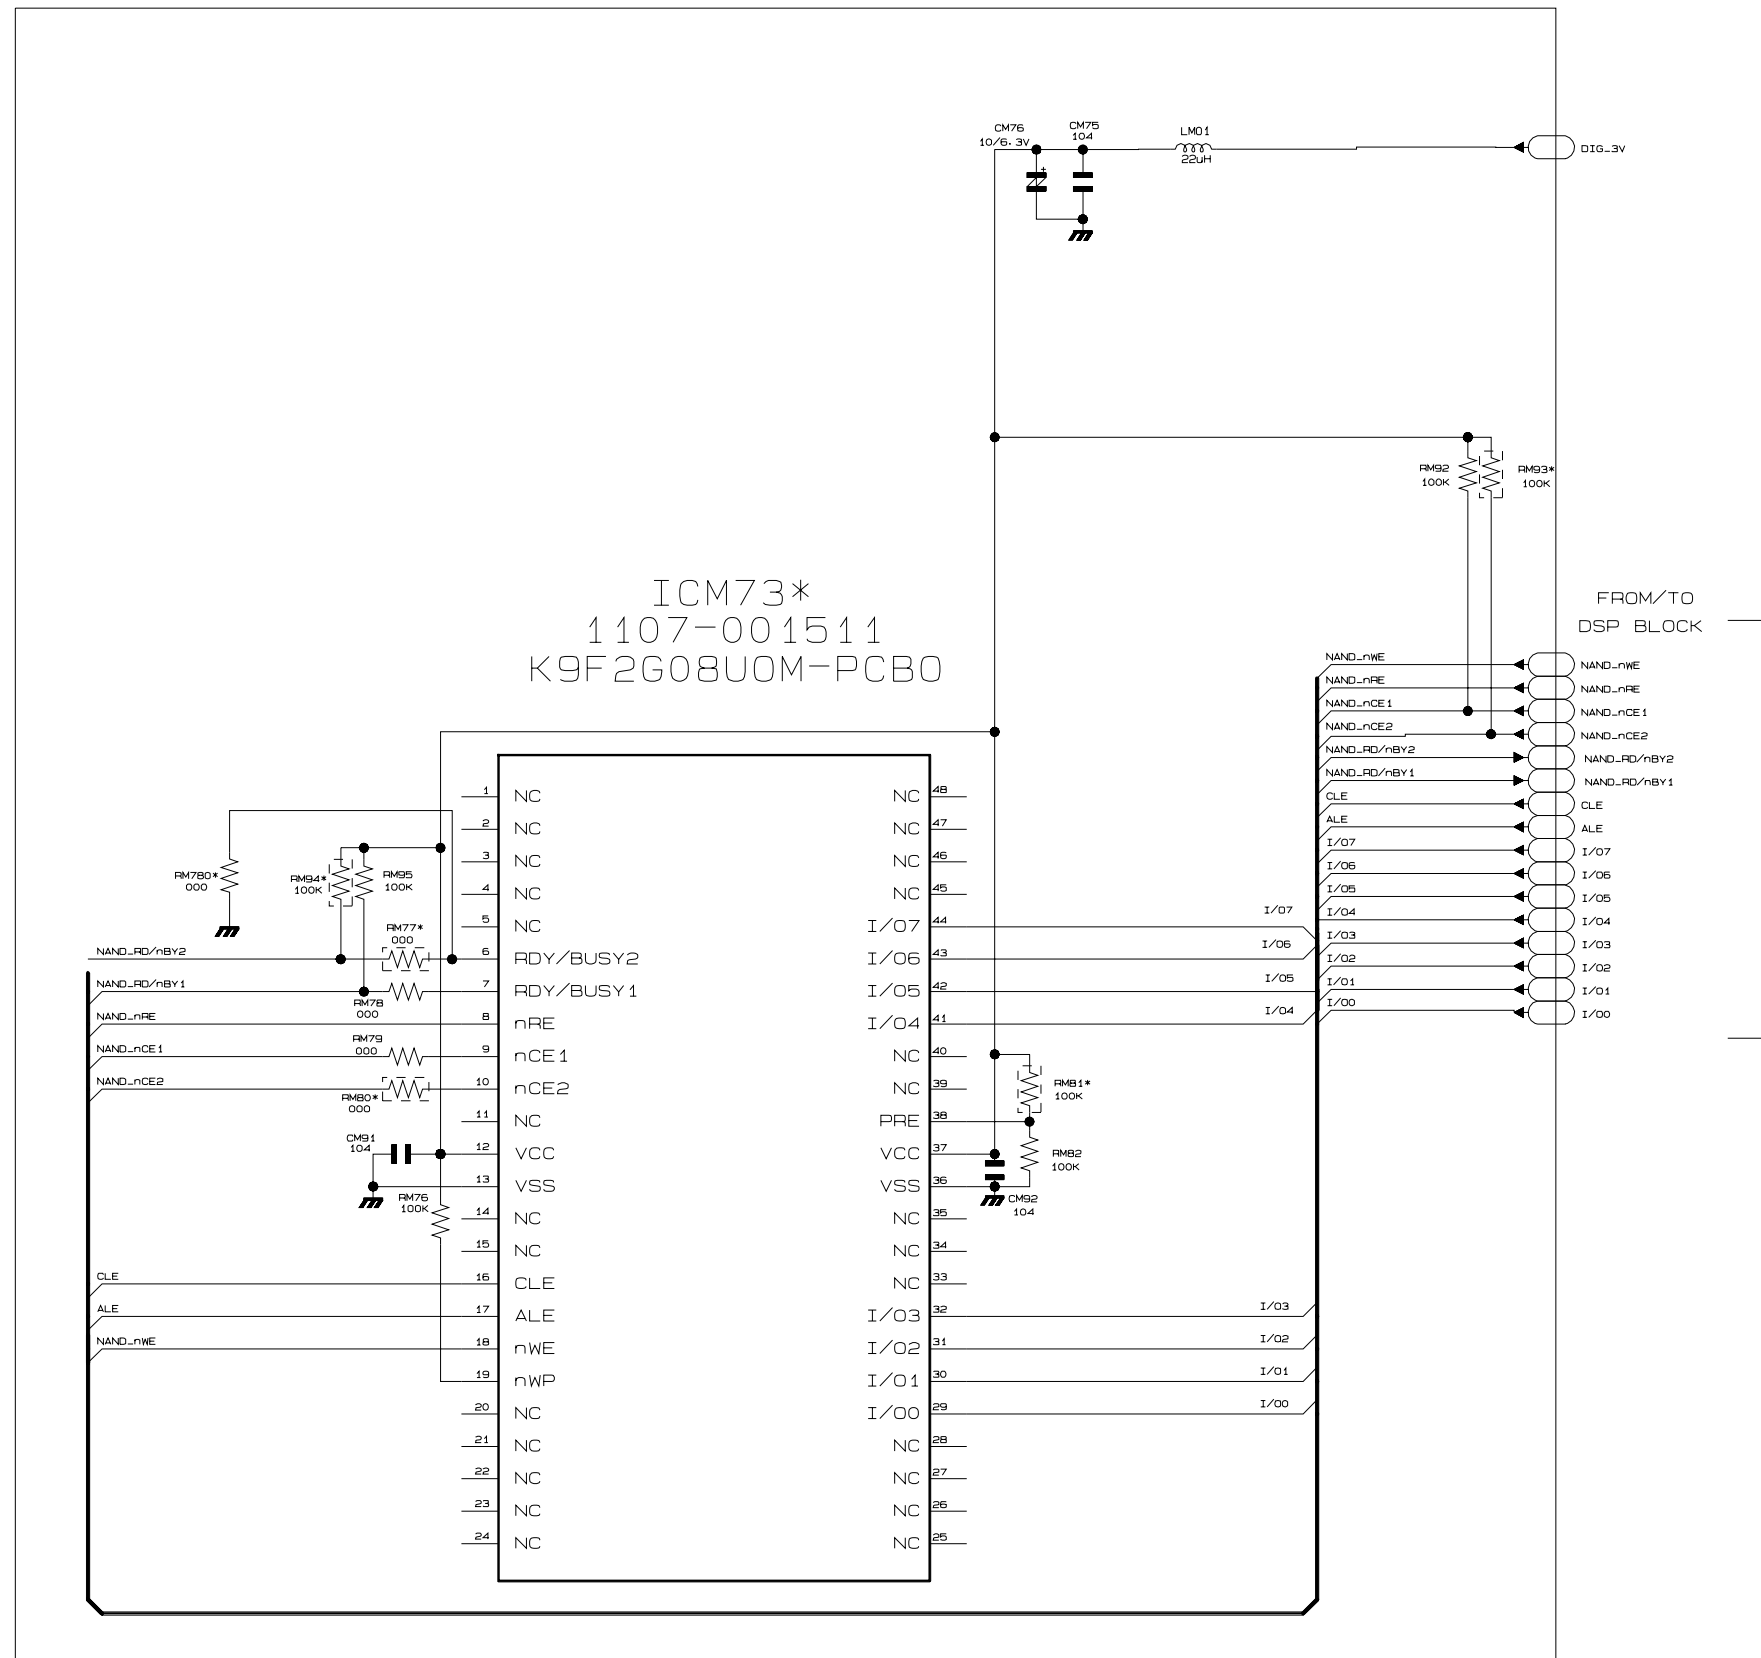 CM76
10/6.3V
CM75
104
LM01
22uH
DIG_3V
RM92
100K
RM93*
100K
ICM73*
1107-001511
K9F2G08U0M-PCB0
FROM/TO
DSP BLOCK
NAND_nWE
NAND_nWE
NAND_nRE
NAND_nRE
NAND_nCE1
NAND_nCE1
NAND_nCE2
NAND_nCE2
NAND_RD/nBY2
NAND_RD/nBY2
NAND_RD/nBY1
NAND_RD/nBY1
CLE
CLE
ALE
ALE
I/O7
I/O7
I/O6
I/O6
I/O5
I/O5
I/O4
I/O4
I/O3
I/O3
I/O2
I/O2
I/O1
I/O1
I/O0
I/O0
RM780*
000
RM94*
100K
RM95
100K
RM77*
000
NAND_RD/nBY2
NAND_RD/nBY1
RM78
000
NAND_nRE
RM79
000
NAND_nCE1
NAND_nCE2
RM80*
000
CM91
104
RM76
100K
CLE
ALE
NAND_nWE
1 NC
2 NC
3 NC
4 NC
5 NC
6 RDY/BUSY2
7 RDY/BUSY1
8 nRE
9 nCE1
10 nCE2
11 NC
12 VCC
13 VSS
14 NC
15 NC
16 CLE
17 ALE
18 nWE
19 nWP
20 NC
21 NC
22 NC
23 NC
24 NC
NC 48
NC 47
NC 46
NC 45
I/O7 44
I/O6 43
I/O5 42
I/O4 41
NC 40
NC 39
PRE 38
VCC 37
VSS 36
NC 35
NC 34
NC 33
I/O3 32
I/O2 31
I/O1 30
I/O0 29
NC 28
NC 27
NC 26
NC 25
I/O7
I/O6
I/O5
I/O4
RM81*
100K
RM82
100K
CM92
104
I/O3
I/O2
I/O1
I/O0